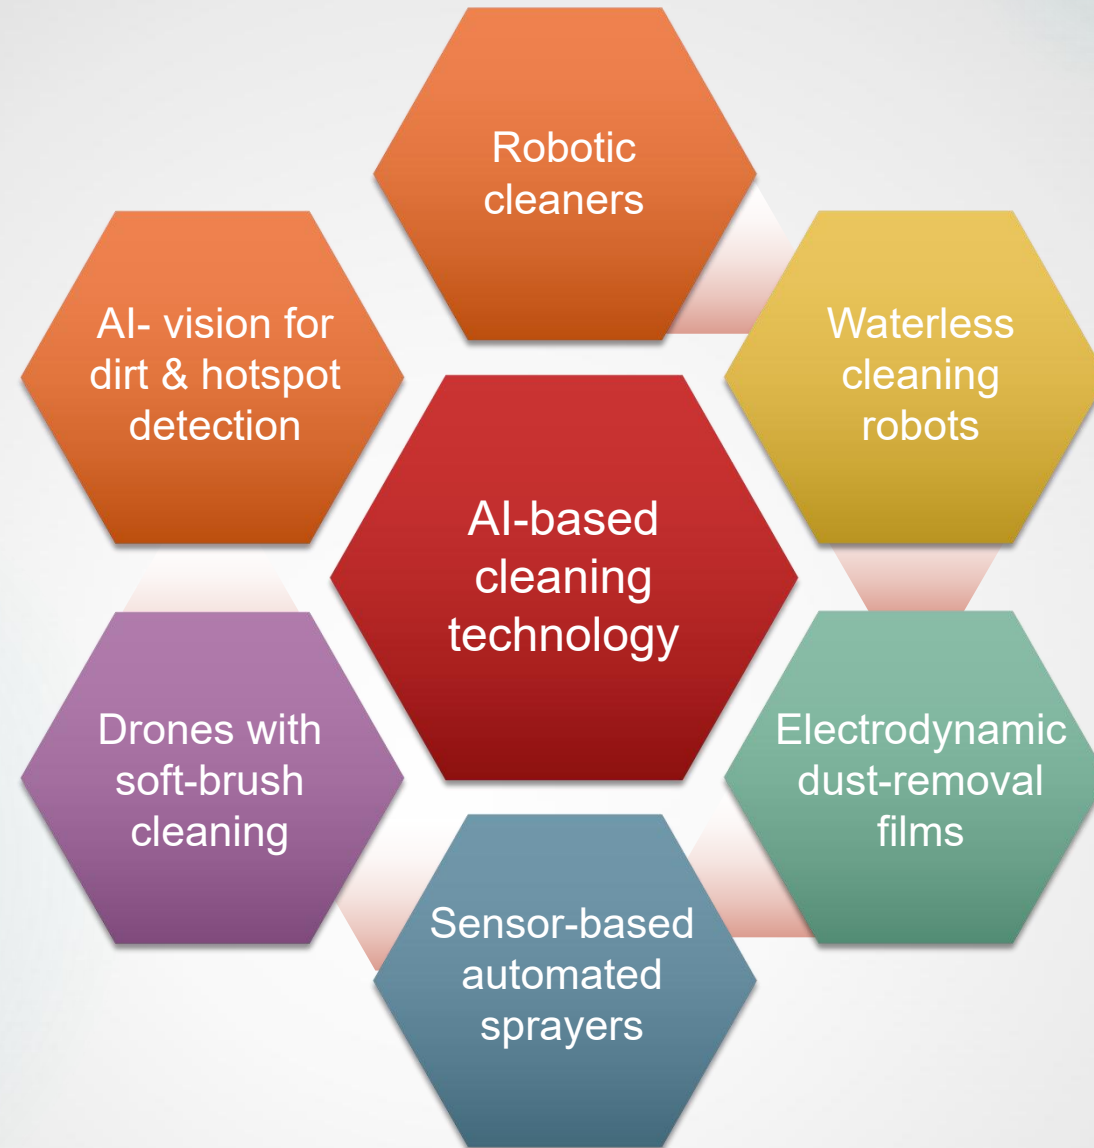 Robotic
cleaners
Waterless
cleaning
robots
Electrodynamic
dust-removal
films
Sensor-based
automated
sprayers
Drones with
soft-brush
cleaning
AI- vision for
dirt & hotspot
detection
AI-based
cleaning
technology